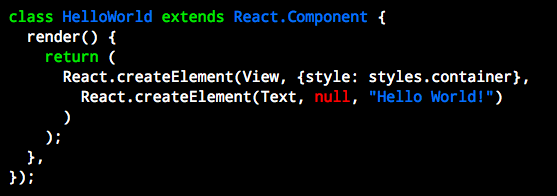 class HelloWorld extends React.Component {
  render() {
    return (
      React.createElement(View, {style: styles.container},
        React.createElement(Text, null, "Hello World!")
      )
    );
  },
});